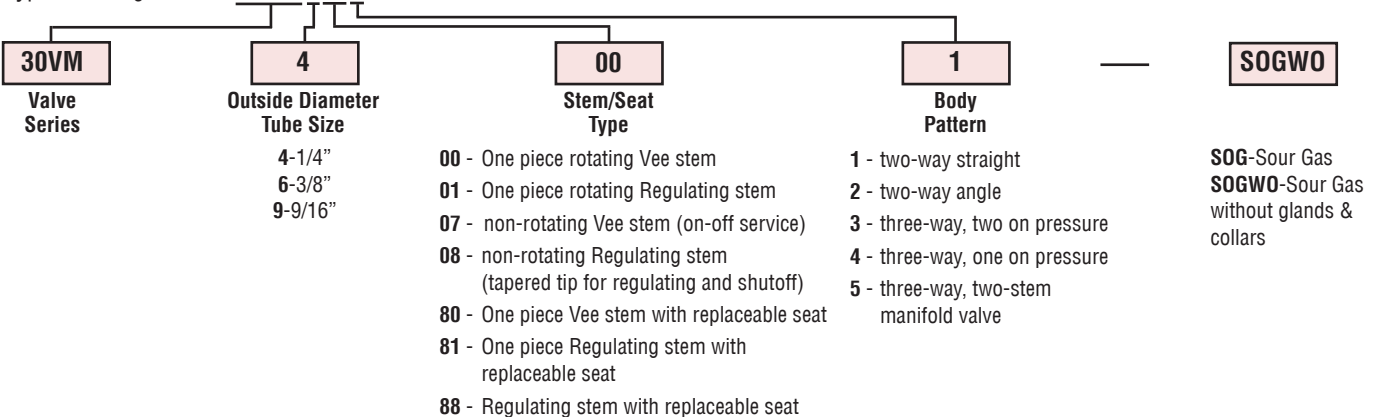 30VM
4
00
1
SOGWO
Valve
Series
Outside Diameter
Tube Size
4-1/4”
6-3/8”
9-9/16”
Stem/Seat
Type
00 - One piece rotating Vee stem
01 - One piece rotating Regulating stem
07 - non-rotating Vee stem (on-off service)
08 - non-rotating Regulating stem
(tapered tip for regulating and shutoff)
80 - One piece Vee stem with replaceable seat
81 - One piece Regulating stem with
replaceable seat
88 - Regulating stem with replaceable seat
Body
Pattern
1 - two-way straight
2 - two-way angle
3 - three-way, two on pressure
4 - three-way, one on pressure
5 - three-way, two-stem
manifold valve
SOG-Sour Gas
SOGWO-Sour Gas
without glands &
collars